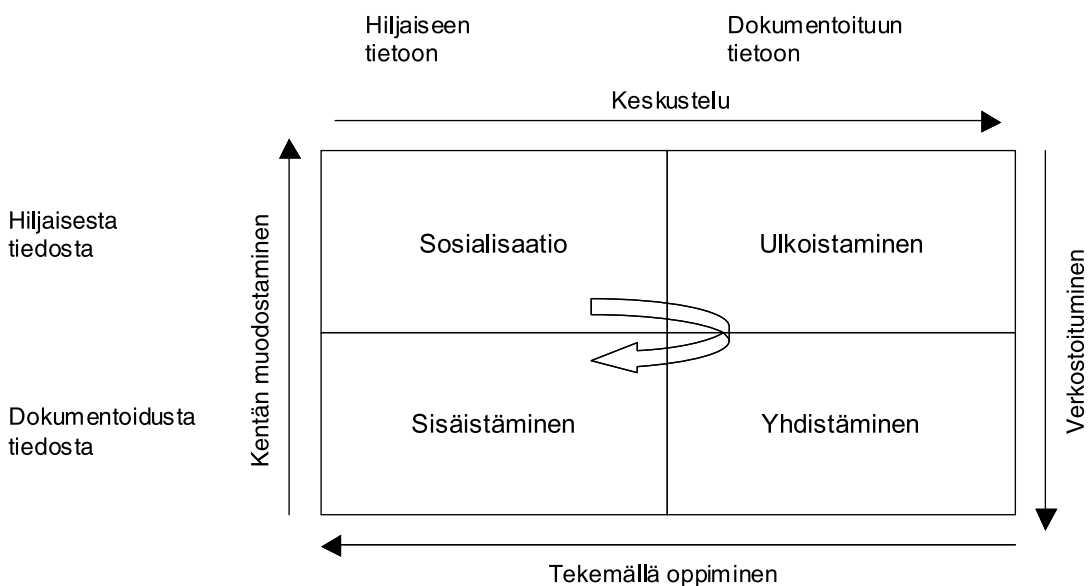 Hiljaiseen
tietoon
Dokumentoituun
tietoon
Keskustelu
Hiljaisesta
tiedosta
Kentän muodostaminen
Sosialisaatio
Ulkoistaminen
Verkostoituminen
Dokumentoidusta
tiedosta
Sisäistäminen
Yhdistäminen
Tekemällä oppiminen